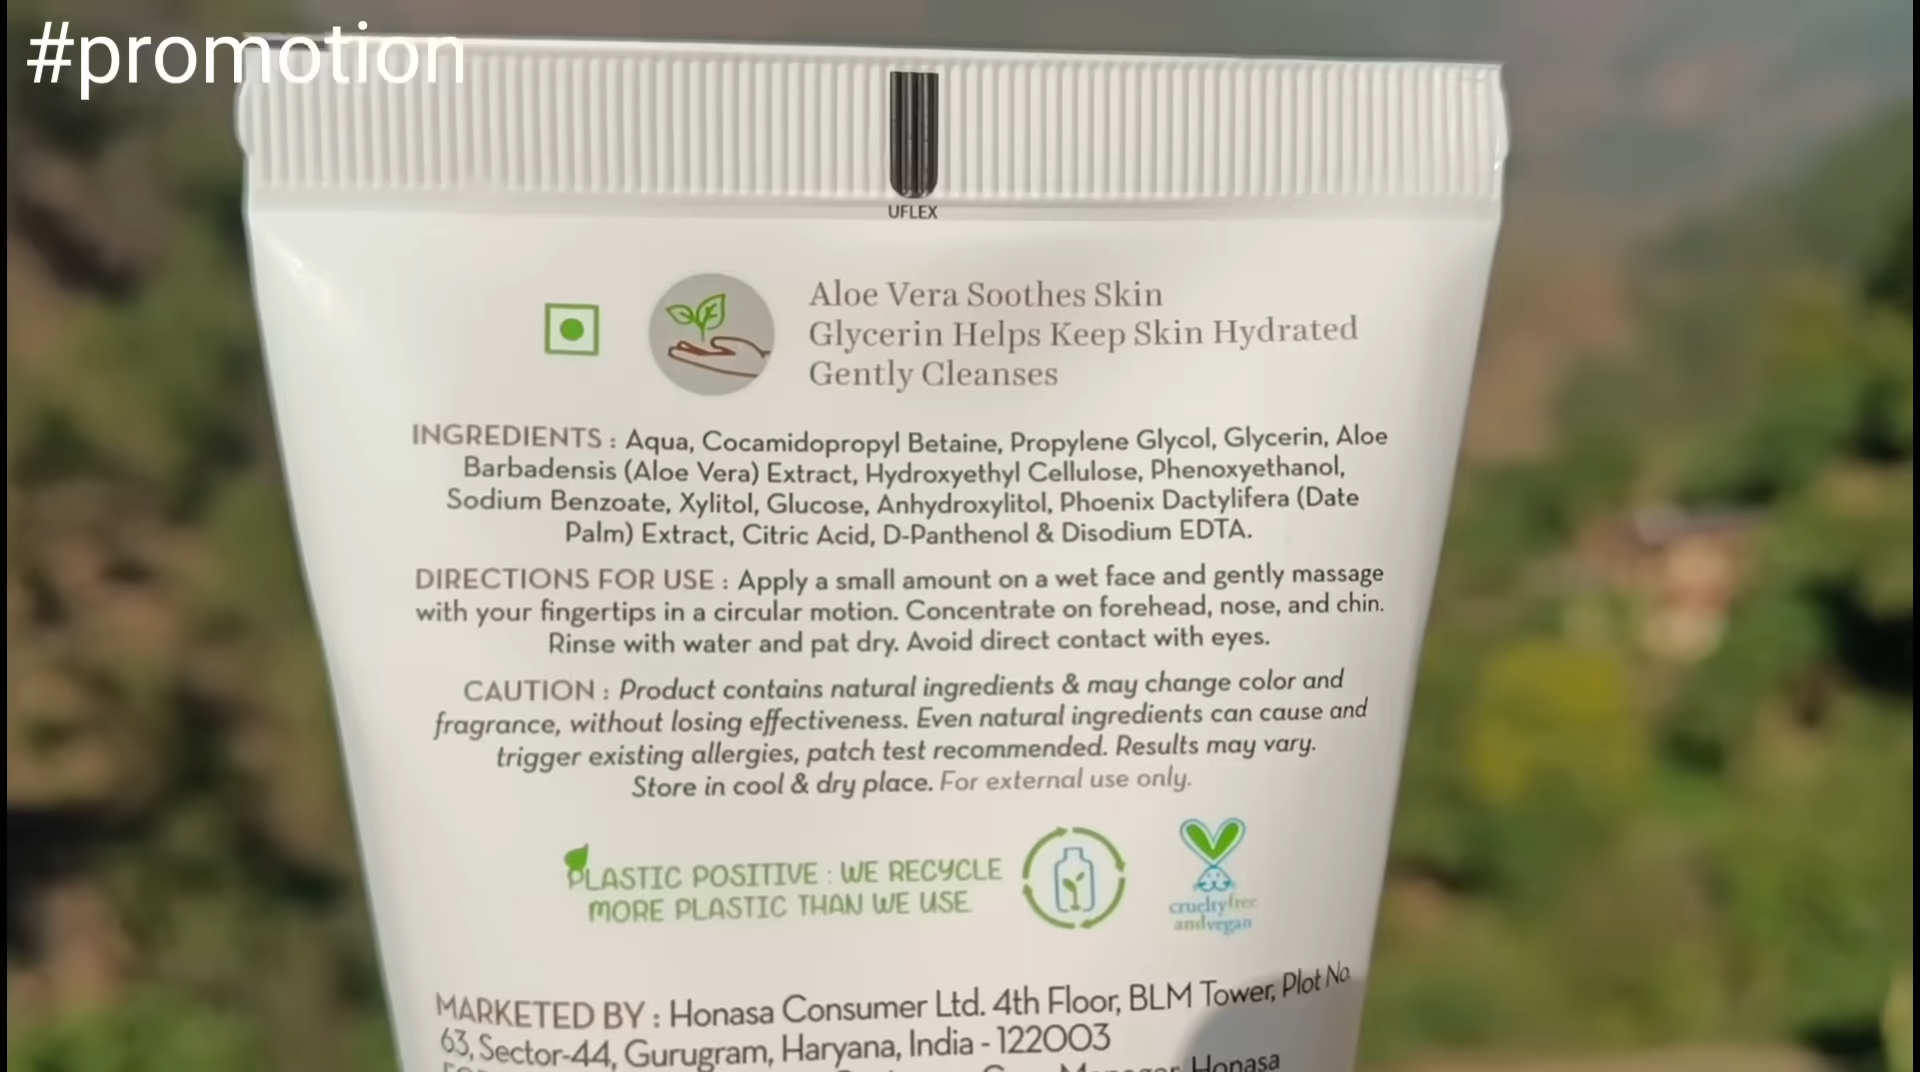 #promotion
UFLEX
Aloe Vera Soothes Skin
Glycerin Helps Keep Skin Hydrated
Gently Cleanses
INGREDIENTS : Aqua, Cocamidopropyl Betaine, Propylene Glycol, Glycerin, Aloe
Barbadensis (Aloe Vera) Extract, Hydroxyethyl Cellulose, Phenoxyethanol,
Sodium Benzoate, Xylitol, Glucose, Anhydroxylitol, Phoenix Dactylifera (Date
Palm) Extract, Citric Acid, D-Panthenol & Disodium EDTA.
DIRECTIONS FOR USE : Apply a small amount on a wet face and gently massage
with your fingertips in a circular motion. Concentrate on forehead, nose, and chin.
Rinse with water and pat dry. Avoid direct contact with eyes.
CAUTION : Product contains natural ingredients & may change color and
fragrance, without losing effectiveness. Even natural ingredients can cause and
trigger existing allergies, patch test recommended. Results may vary.
Store in cool & dry place. For external use only.
PLASTIC POSITIVE : WE RECYCLE
MORE PLASTIC THAN WE USE
crueltyfree
andvegan
MARKETED BY : Honasa Consumer Ltd. 4th Floor, BLM Tower, Plot No.
63, Sector-44, Gurugram, Haryana, India - 122003
Honasa